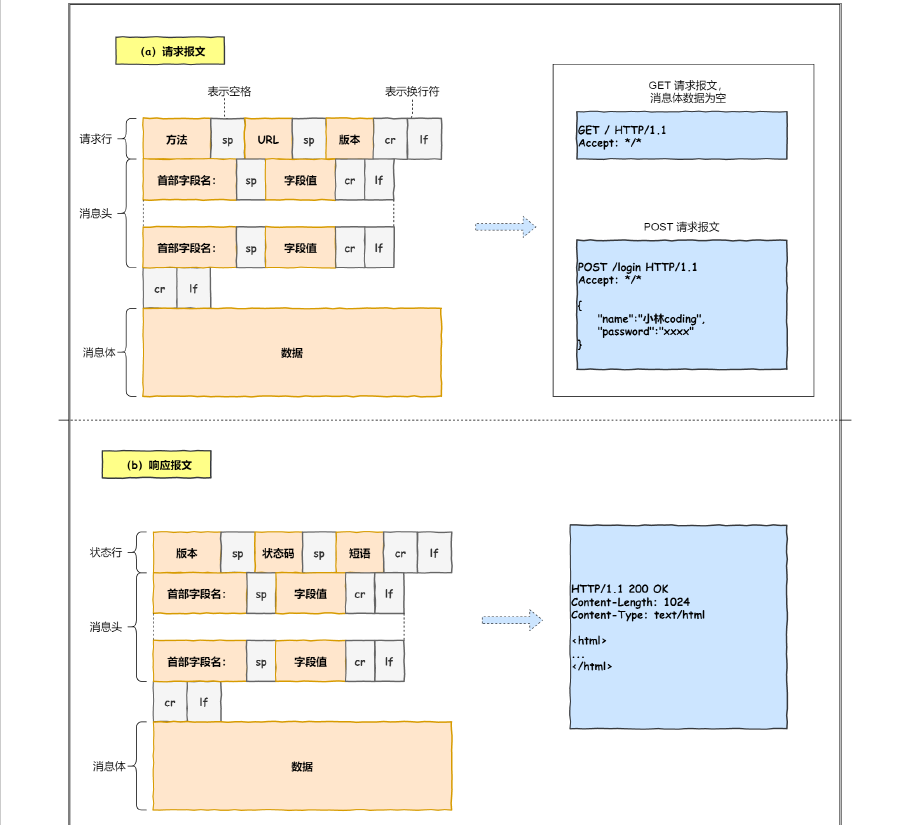 (a) 请求报文
表示空格
表示换行符
请求行
方法 sp URL sp 版本 cr lf
消息头
首部字段名: sp 字段值 cr lf
首部字段名: sp 字段值 cr lf
cr lf
消息体
数据
GET 请求报文,
消息体数据为空
GET / HTTP/1.1
Accept: */*
POST 请求报文
POST /login HTTP/1.1
Accept: */*
{
"name":"小林coding",
"password":"xxxx"
}
(b) 响应报文
状态行
版本 sp 状态码 sp 短语 cr lf
消息头
首部字段名: sp 字段值 cr lf
首部字段名: sp 字段值 cr lf
cr lf
消息体
数据
HTTP/1.1 200 OK
Content-Length: 1024
Content-Type: text/html
<html>
...
</html>